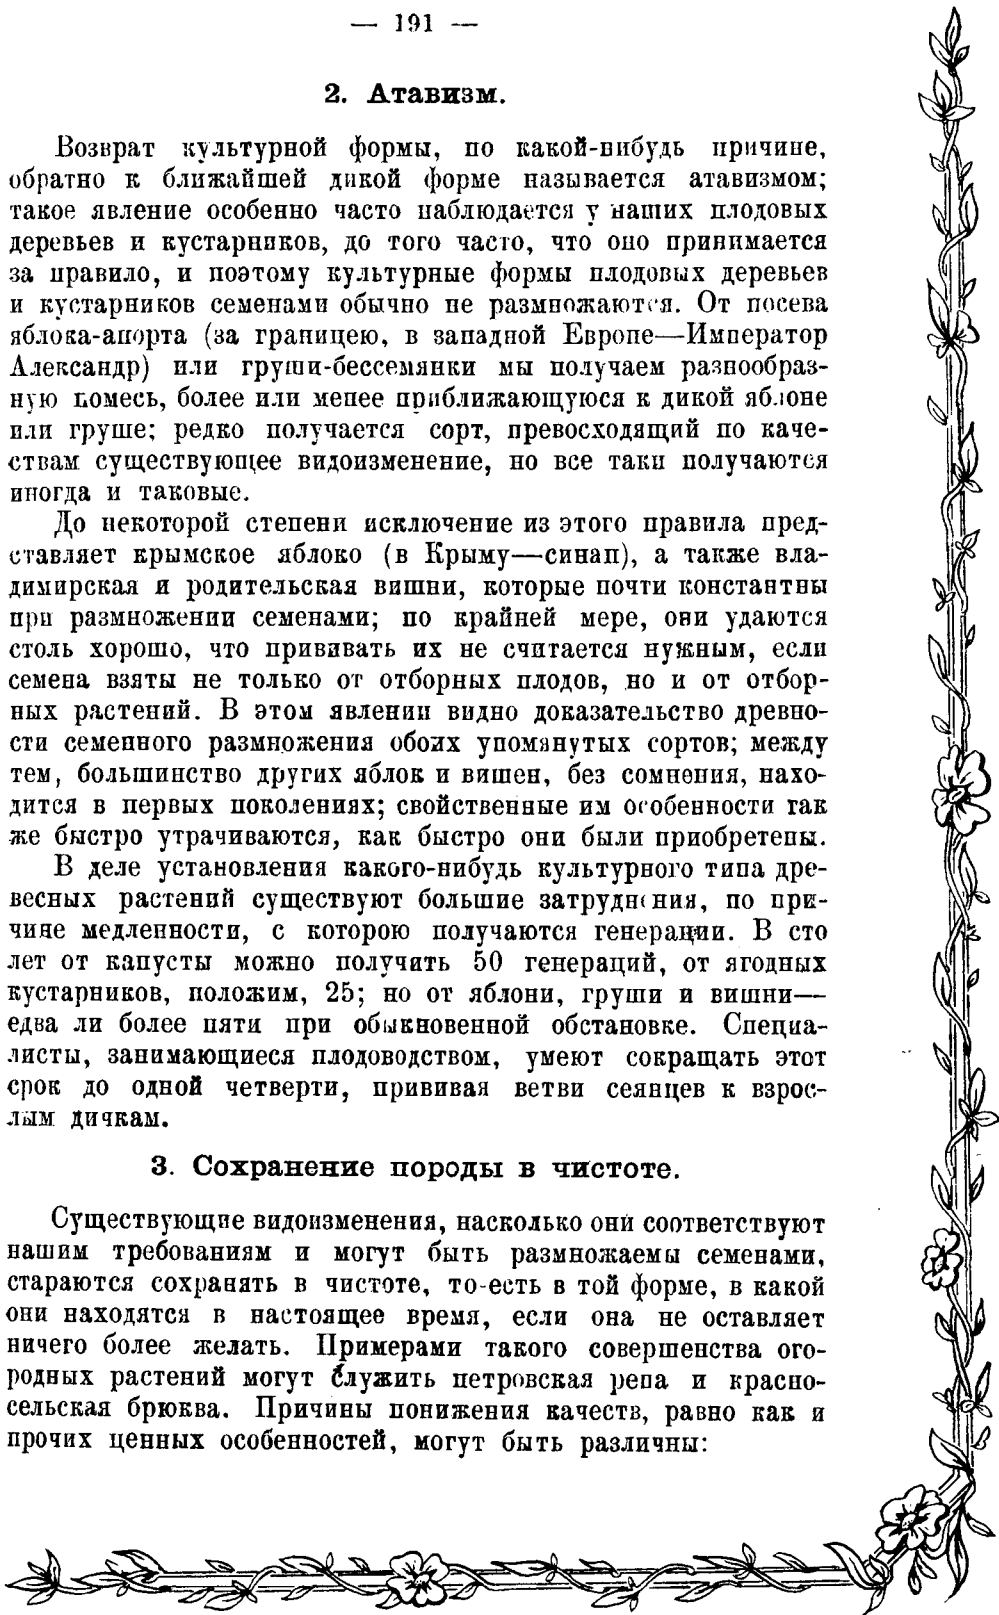 — 191 —
2. Атавизм.
Возврат культурной формы, по какой-нибудь причине,
обратно к ближайшей дикой форме называется атавизмом;
такое явление особенно часто наблюдается у наших плодовых
деревьев и кустарников, до того часто, что оно принимается
за правило, и поэтому культурные формы плодовых деревьев
и кустарников семенами обычно не размножаются. От посева
яблока-апорта (за границею, в западной Европе—Император
Александр) или груши-бессемянки мы получаем разнообраз-
ную помесь, более или менее приближающуюся к дикой яблоне
или груше; редко получается сорт, превосходящий по каче-
ствам существующее видоизменение, но все таки получаются
иногда и таковые.
До некоторой степени исключение из этого правила пред-
ставляет крымское яблоко (в Крыму—синап), а также вла-
димирская и родительская вишни, которые почти константны
при размножении семенами; по крайней мере, они удаются
столь хорошо, что прививать их не считается нужным, если
семена взяты не только от отборных плодов, но и от отбор-
ных растений. В этом явлении видно доказательство древно-
сти семенного размножения обоих упомянутых сортов; между
тем, большинство других яблок и вишен, без сомнения, нахо-
дится в первых поколениях; свойственные им особенности так
же быстро утрачиваются, как быстро они были приобретены.
В деле установления какого-нибудь культурного типа дре-
весных растений существуют большие затруднения, по при-
чине медленности, с которою получаются генерации. В сто
лет от капусты можно получить 50 генераций, от ягодных
кустарников, положим, 25; но от яблони, груши и вишни—
едва ли более пяти при обыкновенной обстановке. Специа-
листы, занимающиеся плодоводством, умеют сокращать этот
срок до одной четверти, прививая ветви сеянцев к взрос-
лым дичкам.
3. Сохранение породы в чистоте.
Существующие видоизменения, насколько они соответствуют
нашим требованиям и могут быть размножаемы семенами,
стараются сохранять в чистоте, то-есть в той форме, в какой
они находятся в настоящее время, если она не оставляет
ничего более желать. Примерами такого совершенства ого-
родных растений могут служить петровская репа и красно-
сельская брюква. Причины понижения качеств, равно как и
прочих ценных особенностей, могут быть различны: